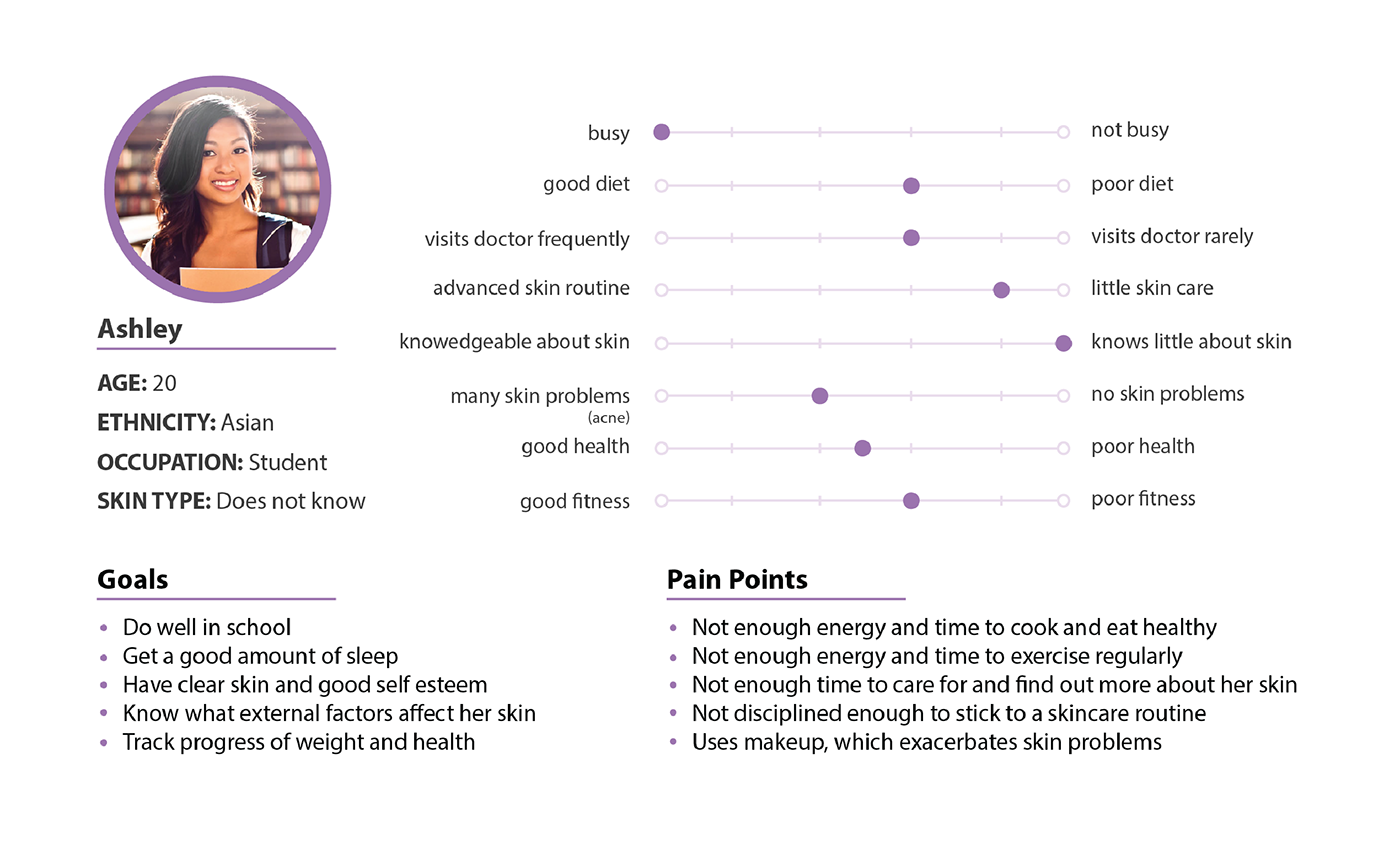 busy
not busy
good diet
poor diet
visits doctor frequently
visits doctor rarely
advanced skin routine
little skin care
knowedgeable about skin
knows little about skin
many skin problems
(acne)
no skin problems
good health
poor health
good fitness
poor fitness
Ashley
AGE: 20
ETHNICITY: Asian
OCCUPATION: Student
SKIN TYPE: Does not know
Goals
• Do well in school
• Get a good amount of sleep
• Have clear skin and good self esteem
• Know what external factors affect her skin
• Track progress of weight and health
Pain Points
• Not enough energy and time to cook and eat healthy
• Not enough energy and time to exercise regularly
• Not enough time to care for and find out more about her skin
• Not disciplined enough to stick to a skincare routine
• Uses makeup, which exacerbates skin problems